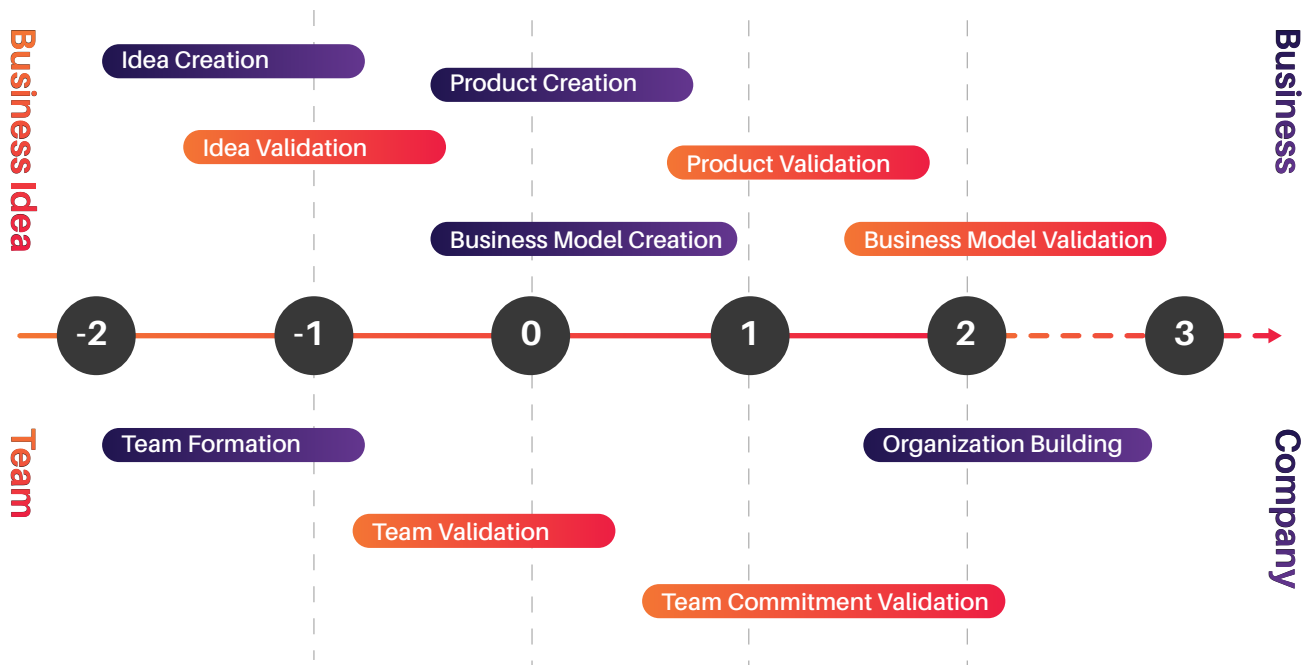 Business Idea
Idea Creation
Product Creation
Idea Validation
Product Validation
Business Model Creation
Business Model Validation
Business
-2
-1
0
1
2
3
Team
Team Formation
Organization Building
Team Validation
Team Commitment Validation
Company